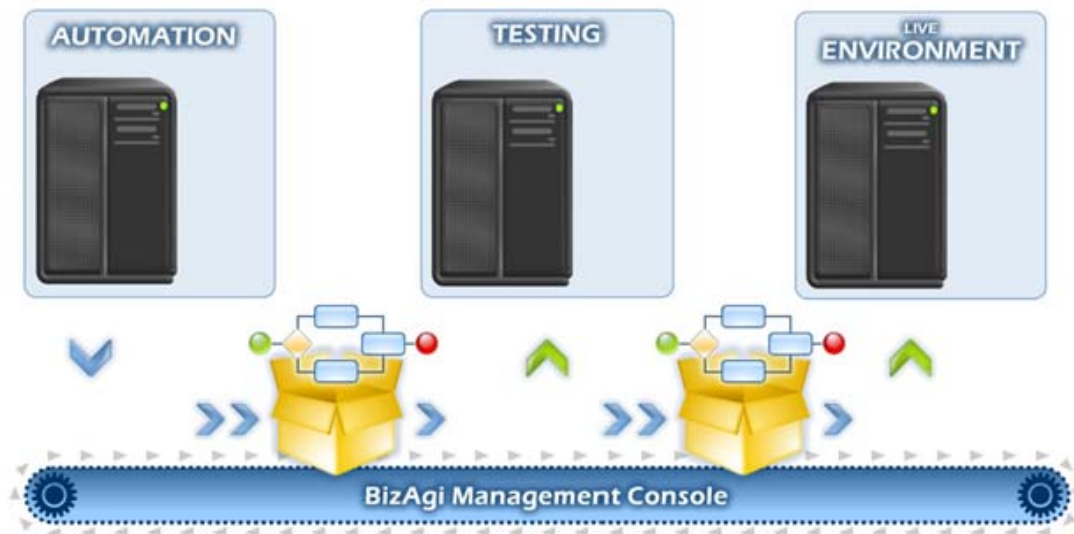 AUTOMATION
TESTING
LIVE
ENVIRONMENT
BizAgi Management Console